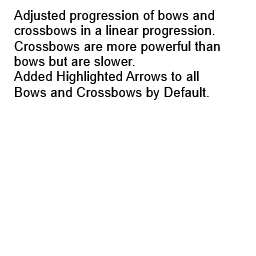 Adjusted progression of bows and
crossbows in a linear progression.
Crossbows are more powerful than
bows but are slower.
Added Highlighted Arrows to all
Bows and Crossbows by Default.